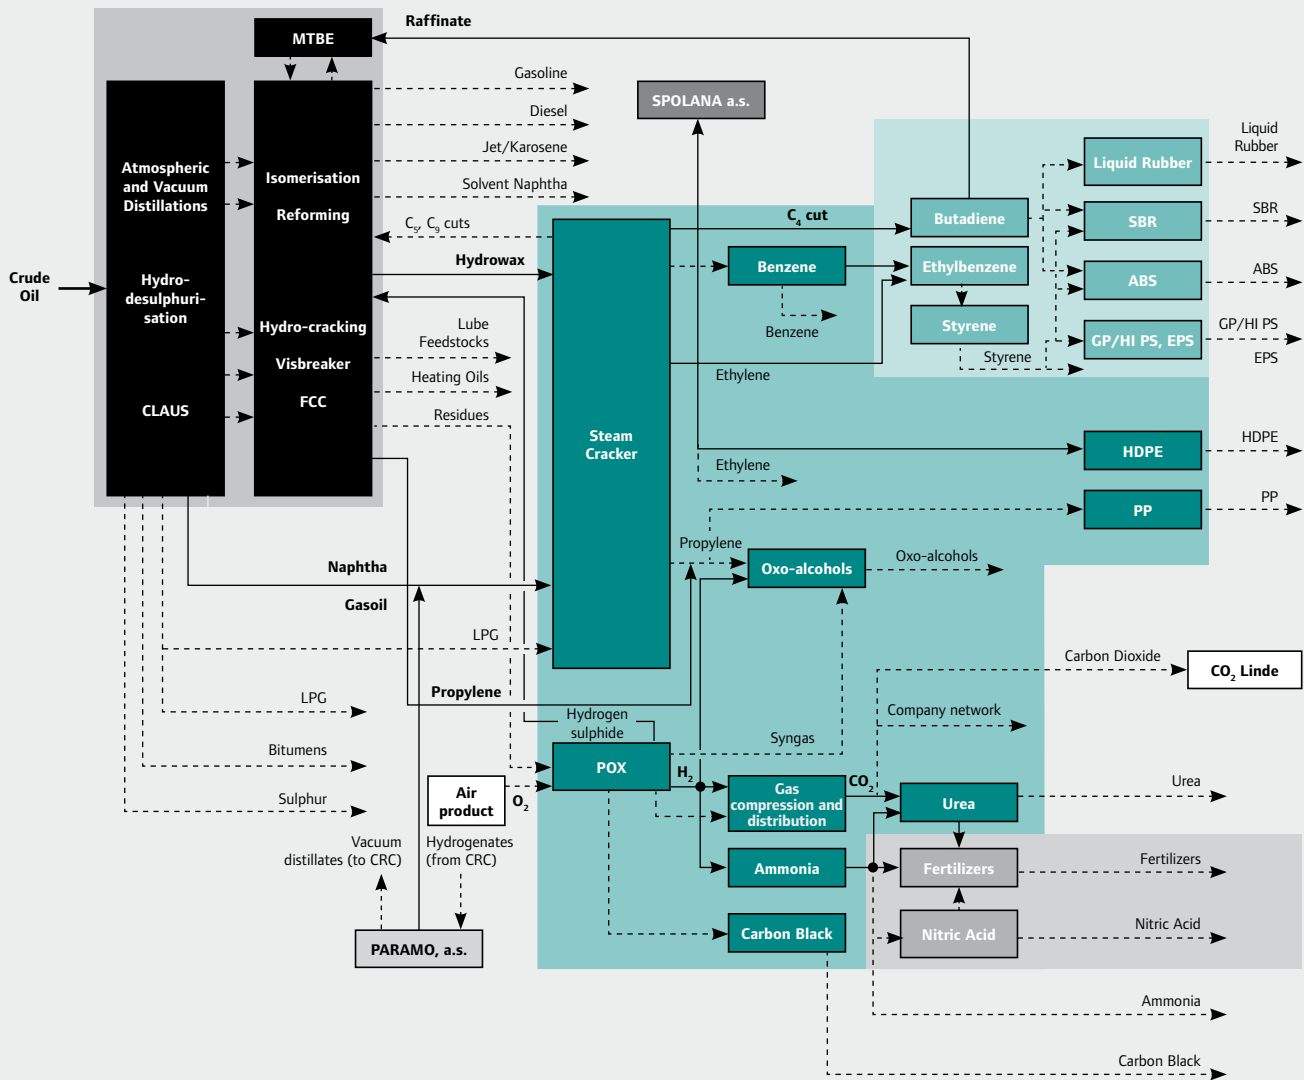 Raffinate
MTBE
Gasoline
Diesel
Jet/Karosene
Solvent Naphtha
C5, C9 cuts
Hydrowax
Lube
Feedstocks
Heating Oils
Residues
Crude
Oil
Atmospheric
and Vacuum
Distillations
Hydro-
desulphuri-
sation
CLAUS
Isomerisation
Reforming
Hydro-cracking
Visbreaker
FCC
SPOLANA a.s.
C4 cut
Butadiene
Benzene
Ethylbenzene
Benzene
Styrene
Styrene
Ethylene
Liquid Rubber
SBR
ABS
GP/HI PS, EPS
Liquid
Rubber
SBR
ABS
GP/HI PS
EPS
Steam
Cracker
Ethylene
HDPE
HDPE
PP
PP
Propylene
Oxo-alcohols
Oxo-alcohols
Naphtha
Gasoil
LPG
LPG
Propylene
Bitumens
Sulphur
Hydrogen
sulphide
Syngas
Carbon Dioxide
CO2 Linde
Company network
POX
H2
Air
product
O2
Gas
compression and
distribution
CO2
Urea
Urea
Vacuum
distillates (to CRC)
Hydrogenates
(from CRC)
Ammonia
Fertilizers
Fertilizers
Carbon Black
Nitric Acid
Nitric Acid
PARAMO, a.s.
Ammonia
Carbon Black